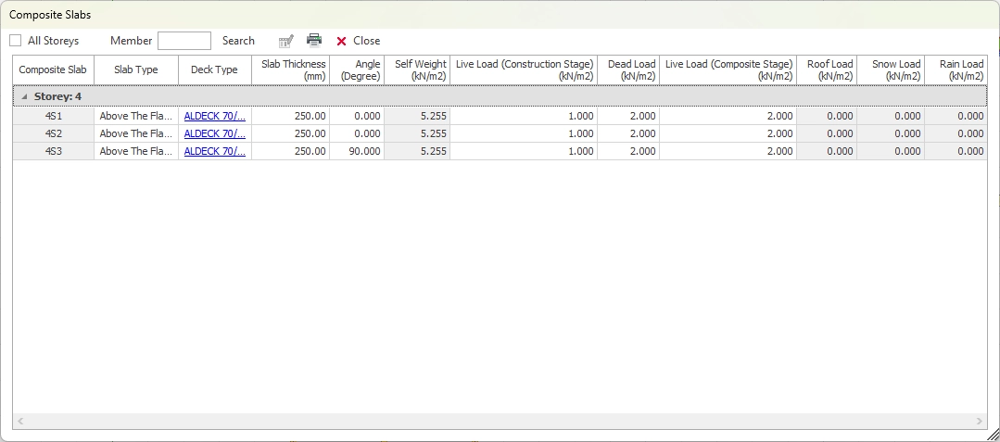 Composite Slabs
All Storeys Member Search Close
Composite Slab Slab Type Deck Type Slab Thickness (mm) Angle (Degree) Self Weight (kN/m2) Live Load (Construction Stage) (kN/m2) Dead Load (kN/m2) Live Load (Composite Stage) (kN/m2) Roof Load (kN/m2) Snow Load (kN/m2) Rain Load (kN/m2)
Storey: 4
4S1 Above The Fla... ALDECK 70/... 250.00 0.000 5.255 1.000 2.000 2.000 0.000 0.000 0.000
4S2 Above The Fla... ALDECK 70/... 250.00 0.000 5.255 1.000 2.000 2.000 0.000 0.000 0.000
4S3 Above The Fla... ALDECK 70/... 250.00 90.000 5.255 1.000 2.000 2.000 0.000 0.000 0.000